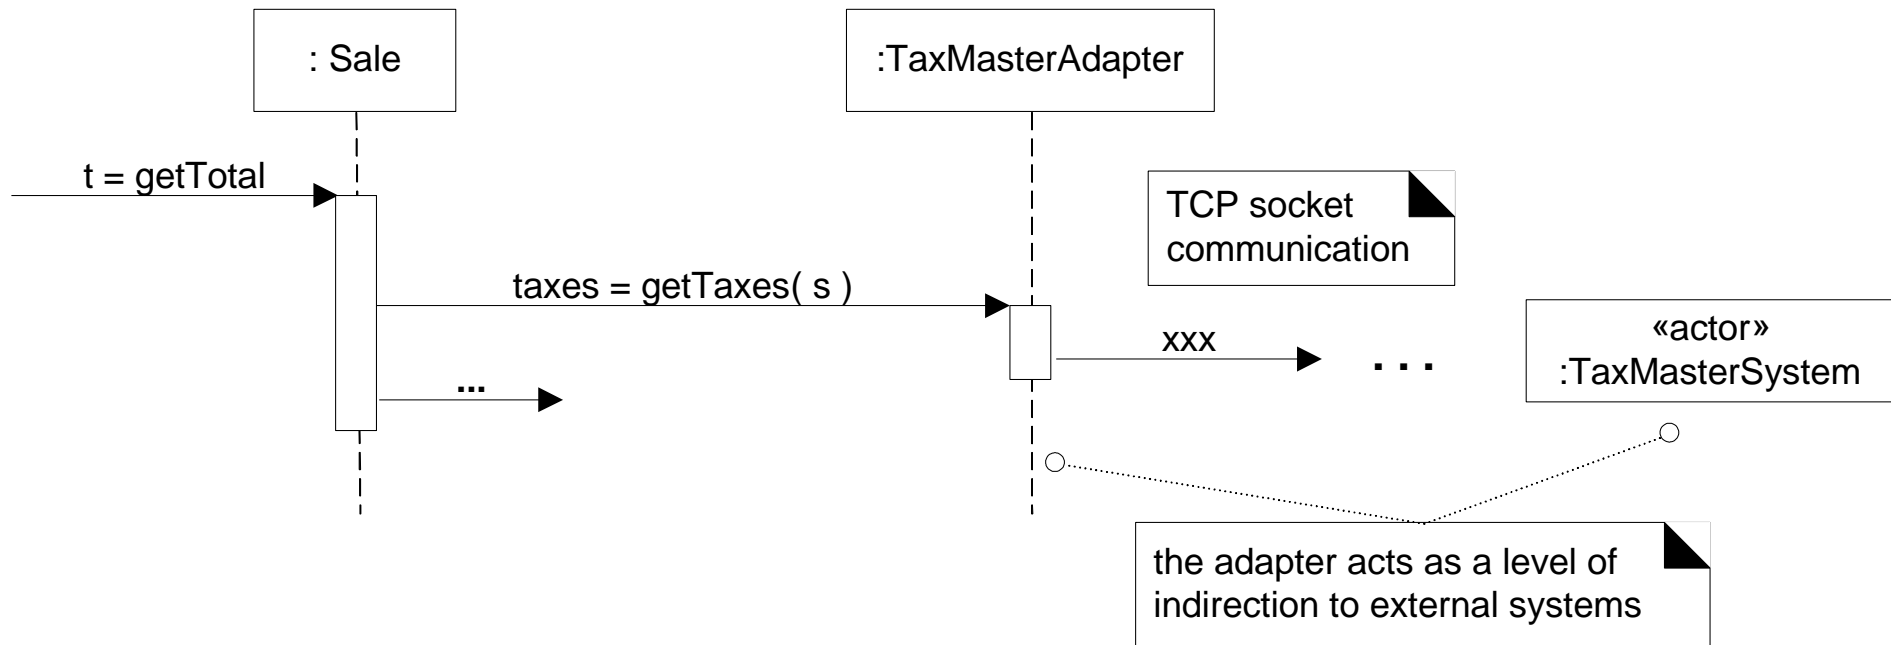 : Sale
:TaxMasterAdapter
t = getTotal
TCP socket
communication
taxes = getTaxes( s )
xxx
. . .
«actor»
:TaxMasterSystem
...
the adapter acts as a level of
indirection to external systems